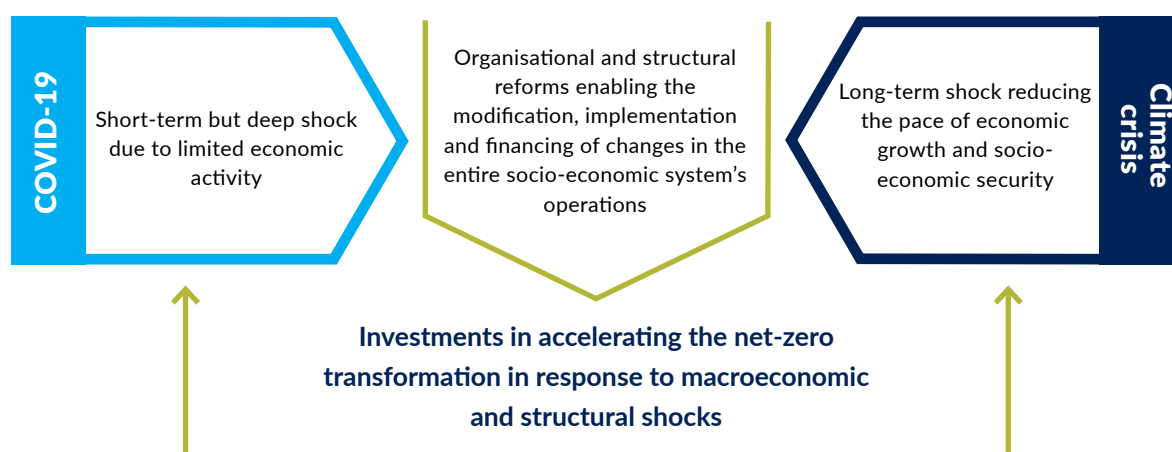 COVID-19
Short-term but deep shock
due to limited economic
activity
Organisational and structural
reforms enabling the
modification, implementation
and financing of changes in the
entire socio-economic system's
operations
Long-term shock reducing
the pace of economic
growth and socio-
economic security
Climate
crisis
Investments in accelerating the net-zero
transformation in response to macroeconomic
and structural shocks